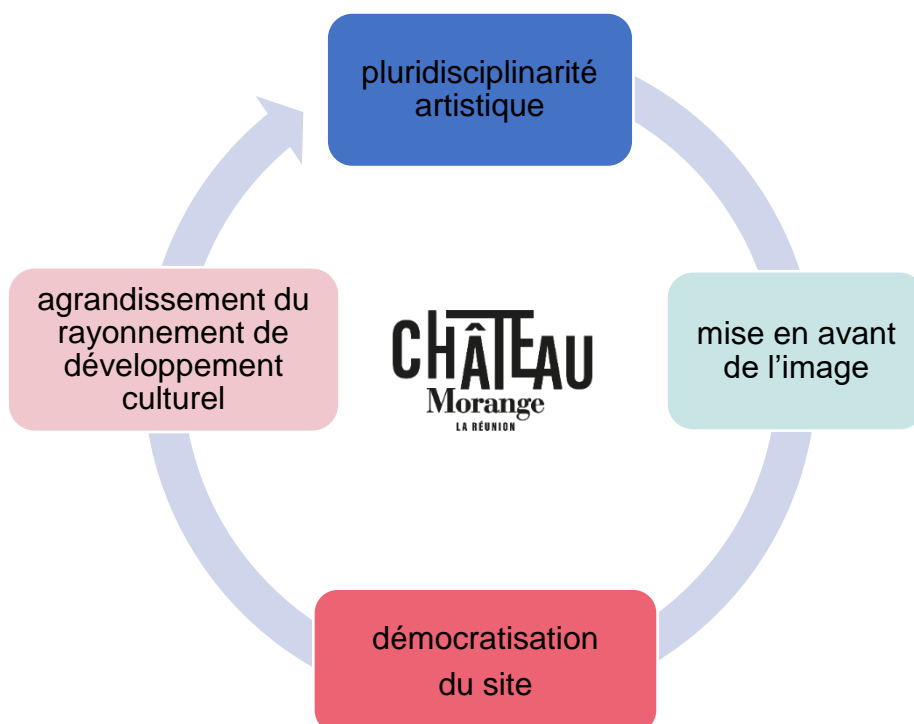 pluridisciplinarité
artistique
agrandissement du
rayonnement de
développement
culturel
CHÂTEAU
Morange
LA RÉUNION
mise en avant
de l’image
démocratisation
du site